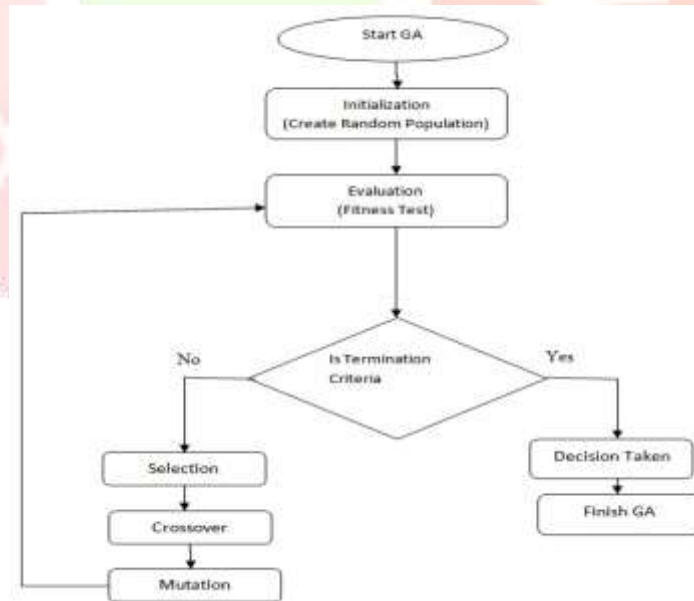 Start GA
Initialization
(Create Random Population)
Evaluation
(Fitness Test)
No
Is Termination
Criteria
Yes
Selection
Crossover
Mutation
Decision Taken
Finish GA